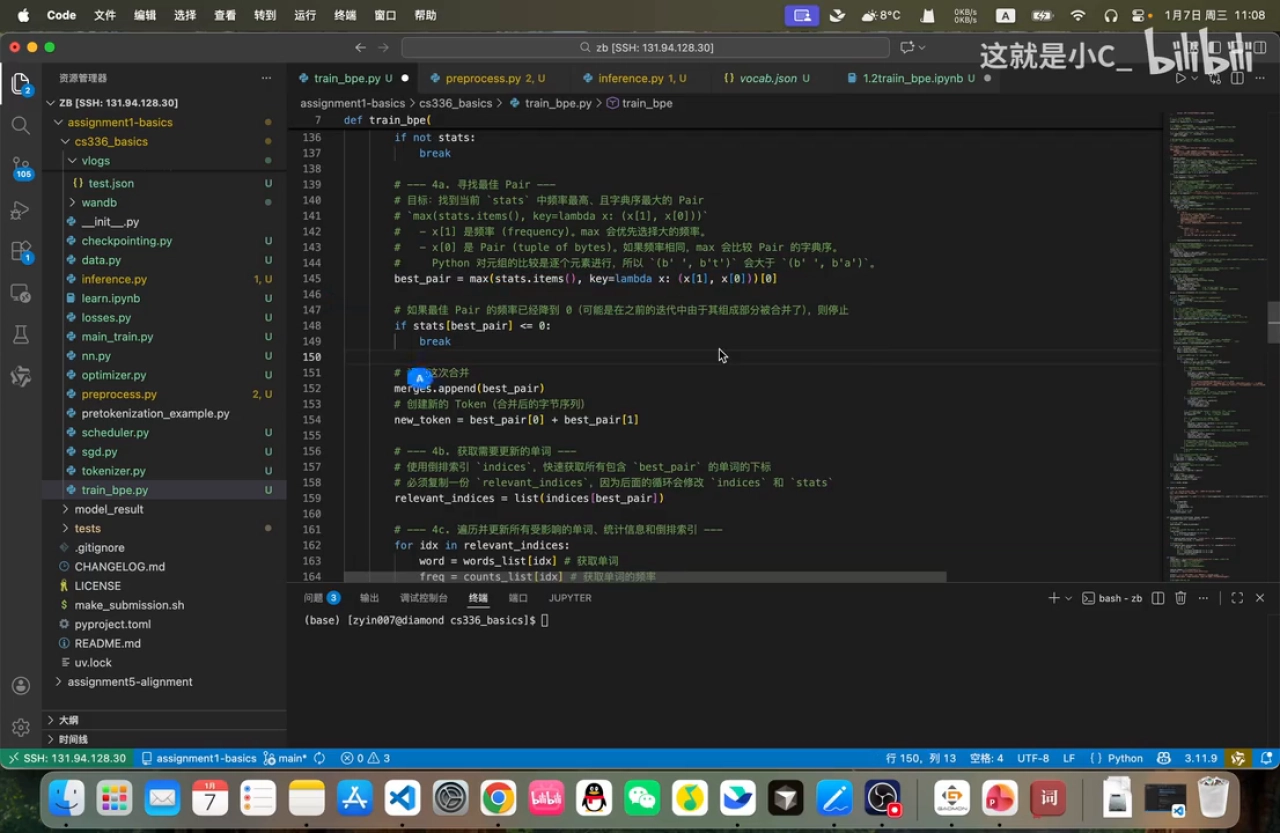 Code 文件 编辑 选择 查看 转到 运行 终端 窗口 帮助 8°C 0KB/s 0KB/s A 1月7日 周三 11:08
zb [SSH: 131.94.128.30]
这就是小C_ bilibili
资源管理器
train_bpe.py U
preprocess.py 2, U
inference.py 1, U
{} vocab.json U
1.2traiin_bpe.ipynb U
assignment1-basics > cs336_basics > train_bpe.py > train_bpe
ZB [SSH: 131.94.128.30]
assignment1-basics
cs336_basics
vlogs
{} test.json U
wandb
__init__.py
checkpointing.py U
data.py U
inference.py 1, U
learn.ipynb U
losses.py U
main_train.py U
nn.py U
optimizer.py U
preprocess.py 2, U
pretokenization_example.py
scheduler.py U
sgd.py U
tokenizer.py U
train_bpe.py U
model_result
tests
.gitignore
CHANGELOG.md
LICENSE
make_submission.sh
pyproject.toml
README.md
uv.lock
assignment5-alignment
大纲
时间线
2
105
1
7 def train_bpe(
136 if not stats:
137 break
138
139 # --- 4a. 寻找最佳 Pair ---
140 # 目标：找到当前 `stats` 中频率最高、且字典序最大的 Pair
141 # `max(stats.items(), key=lambda x: (x[1], x[0]))`
142 #   - x[1] 是频率 (frequency)。max 会优先选择大的频率。
143 #   - x[0] 是 Pair (tuple of bytes)。如果频率相同，max 会比较 Pair 的字典序。
144 #     Python 对元组的比较是逐个元素进行，所以 `(b' ', b't')` 会大于 `(b' ', b'a')`。
145 best_pair = max(stats.items(), key=lambda x: (x[1], x[0]))[0]
146
147 # 如果最佳 Pair 的频率已经降到 0（可能是在之前的迭代中由于其组成部分被合并了），则停止
148 if stats[best_pair] <= 0:
149 break
150
151 # 这次合并
A
152 merges.append(best_pair)
153 # 创建新的 Token（合并后的字节序列）
154 new_token = best_pair[0] + best_pair[1]
155
156 # --- 4b. 获取需要更新的单词 ---
157 # 使用倒排索引 `indices`，快速获取所有包含 `best_pair` 的单词的下标
158 # 必须复制一份 `relevant_indices`，因为后面的循环会修改 `indices` 和 `stats`
159 relevant_indices = list(indices[best_pair])
160
161 # --- 4c. 遍历并更新所有受影响的单词、统计信息和倒排索引 ---
162 for idx in relevant_indices:
163 word = words_list[idx] # 获取单词
164 freq = counts_list[idx] # 获取单词的频率
问题 3 输出 调试控制台 终端 端口 JUPYTER
bash - zb
(base) [zyin007@diamond cs336_basics]$
SSH: 131.94.128.30 assignment1-basics main* 0 3 行 150，列 13 空格: 4 UTF-8 LF {} Python 3.11.9
1月
7
bilibili
GAOMON
P
词